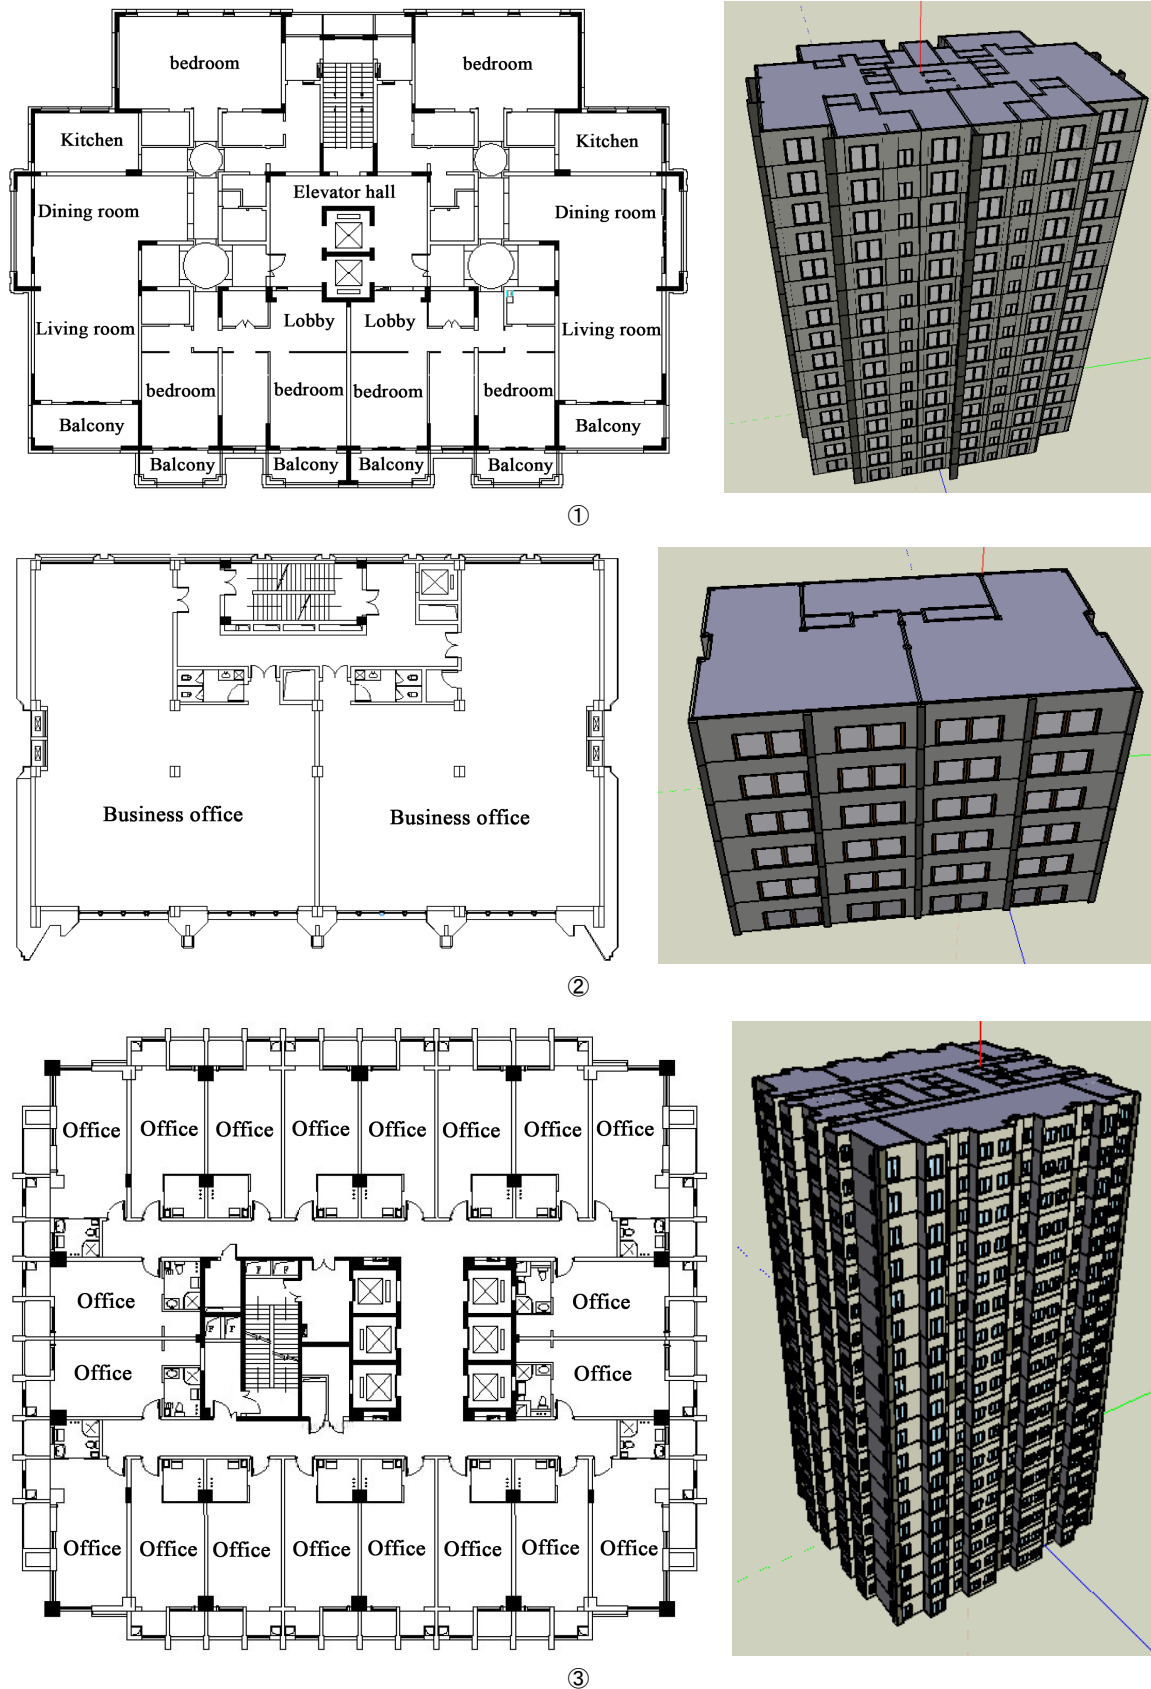 bedroom bedroom
Kitchen Kitchen
Elevator hall
Dining room Dining room
Living room Lobby Lobby Living room
bedroom bedroom bedroom bedroom
Balcony Balcony
Balcony Balcony Balcony Balcony
①
Business office Business office
②
Office Office Office Office Office Office Office Office
Office Office
Office Office
Office Office Office Office Office Office Office Office
③